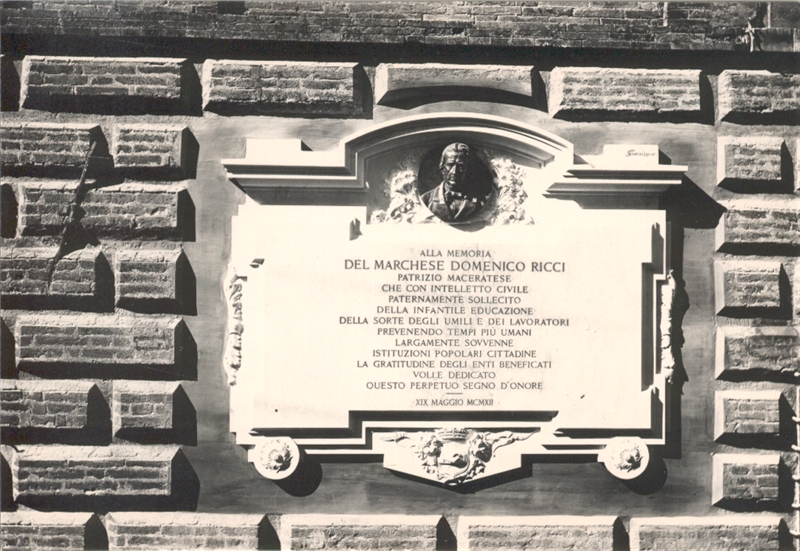 ALLA MEMORIA
DEL MARCHESE DOMENICO RICCI
PATRIZIO MACERATESE
CHE CON INTELLETTO CIVILE
PATERNAMENTE SOLLECITO
DELLA INFANTILE EDUCAZIONE
DELLA SORTE DEGLI UMILI E DEI LAVORATORI
PREVENENDO TEMPI PIÙ UMANI
LARGAMENTE SOVVENNE
ISTITUZIONI POPOLARI CITTADINE
LA GRATITUDINE DEGLI ENTI BENEFICATI
VOLLE DEDICATO
QUESTO PERPETUO SEGNO D'ONORE
XIX MAGGIO MCMXII